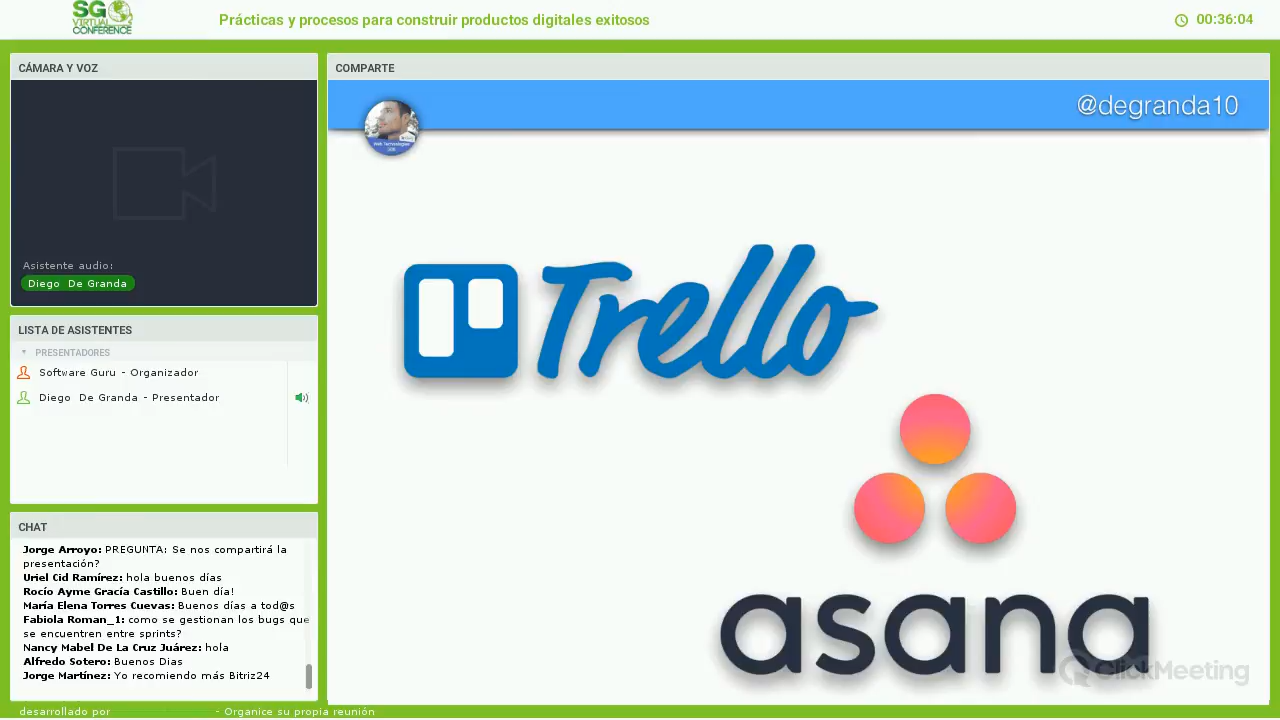 SG
VIRTUAL
CONFERENCE
Prácticas y procesos para construir productos digitales exitosos
00:36:04
CÁMARA Y VOZ
Asistente audio:
Diego De Granda
LISTA DE ASISTENTES
PRESENTADORES
Software Guru - Organizador
Diego De Granda - Presentador
CHAT
Jorge Arroyo: PREGUNTA: Se nos compartirá la
presentación?
Uriel Cid Ramírez: hola buenos días
Rocío Ayme Gracía Castillo: Buen día!
María Elena Torres Cuevas: Buenos días a tod@s
Fabiola Roman_1: como se gestionan los bugs que
se encuentren entre sprints?
Nancy Mabel De La Cruz Juárez: hola
Alfredo Sotero: Buenos Dias
Jorge Martínez: Yo recomiendo más Bitriz24
COMPARTE
@degranda10
Trello
asana
ClickMeeting
desarrollado por
- Organice su propia reunión